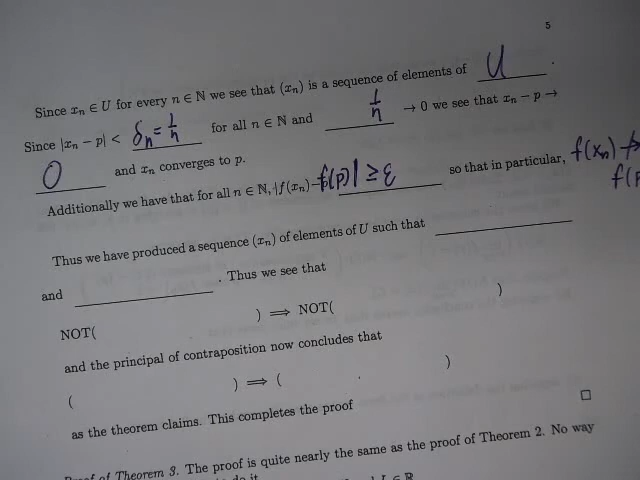 5
Since xₙ ∈ U for every n ∈ ℕ we see that (xₙ) is a sequence of elements of U .
Since |xₙ − p| < δₙ = 1/n for all n ∈ ℕ and 1/n → 0 we see that xₙ − p →
0 and xₙ converges to p.
Additionally we have that for all n ∈ ℕ, |f(xₙ) − f(p)| ≥ ε so that in particular, f(xₙ) ↛
Thus we have produced a sequence (xₙ) of elements of U such that
and . Thus we see that
NOT( ) ⟹ NOT( )
and the principal of contraposition now concludes that
( ) ⟹ ( )
as the theorem claims. This completes the proof
□
Proof of Theorem 3. The proof is quite nearly the same as the proof of Theorem 2. No way